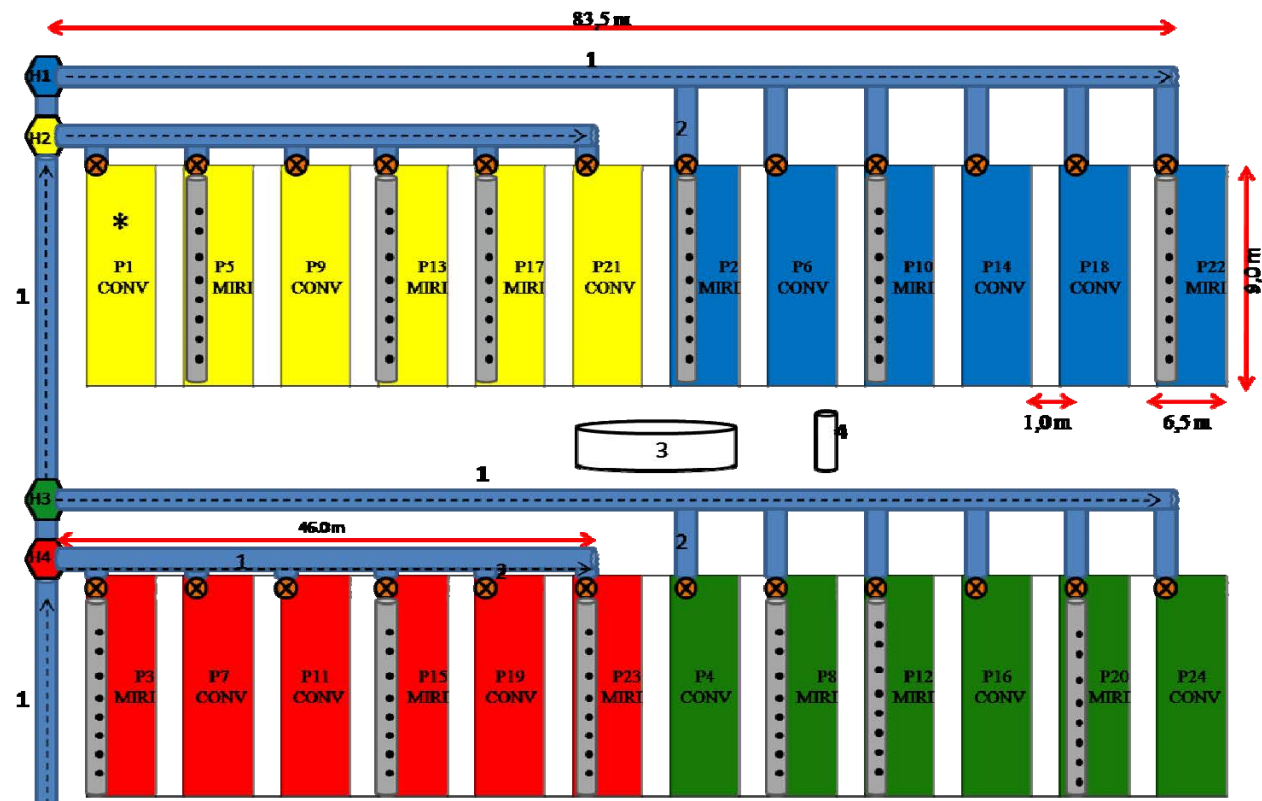 83,5 m
H1
1
H2
2
*
P1
CONV
P5
MIRI
P9
CONV
P13
MIRI
P17
MIRI
P21
CONV
P2
MIRI
P6
CONV
P10
MIRI
P14
CONV
P18
CONV
P22
MIRI
9,0 m
1
1,0 m
6,5 m
3
4
1
H3
46.0m
2
H4
1
2
P3
MIRI
P7
CONV
P11
CONV
P15
MIRI
P19
CONV
P23
MIRI
P4
CONV
P8
MIRI
P12
MIRI
P16
CONV
P20
MIRI
P24
CONV
1